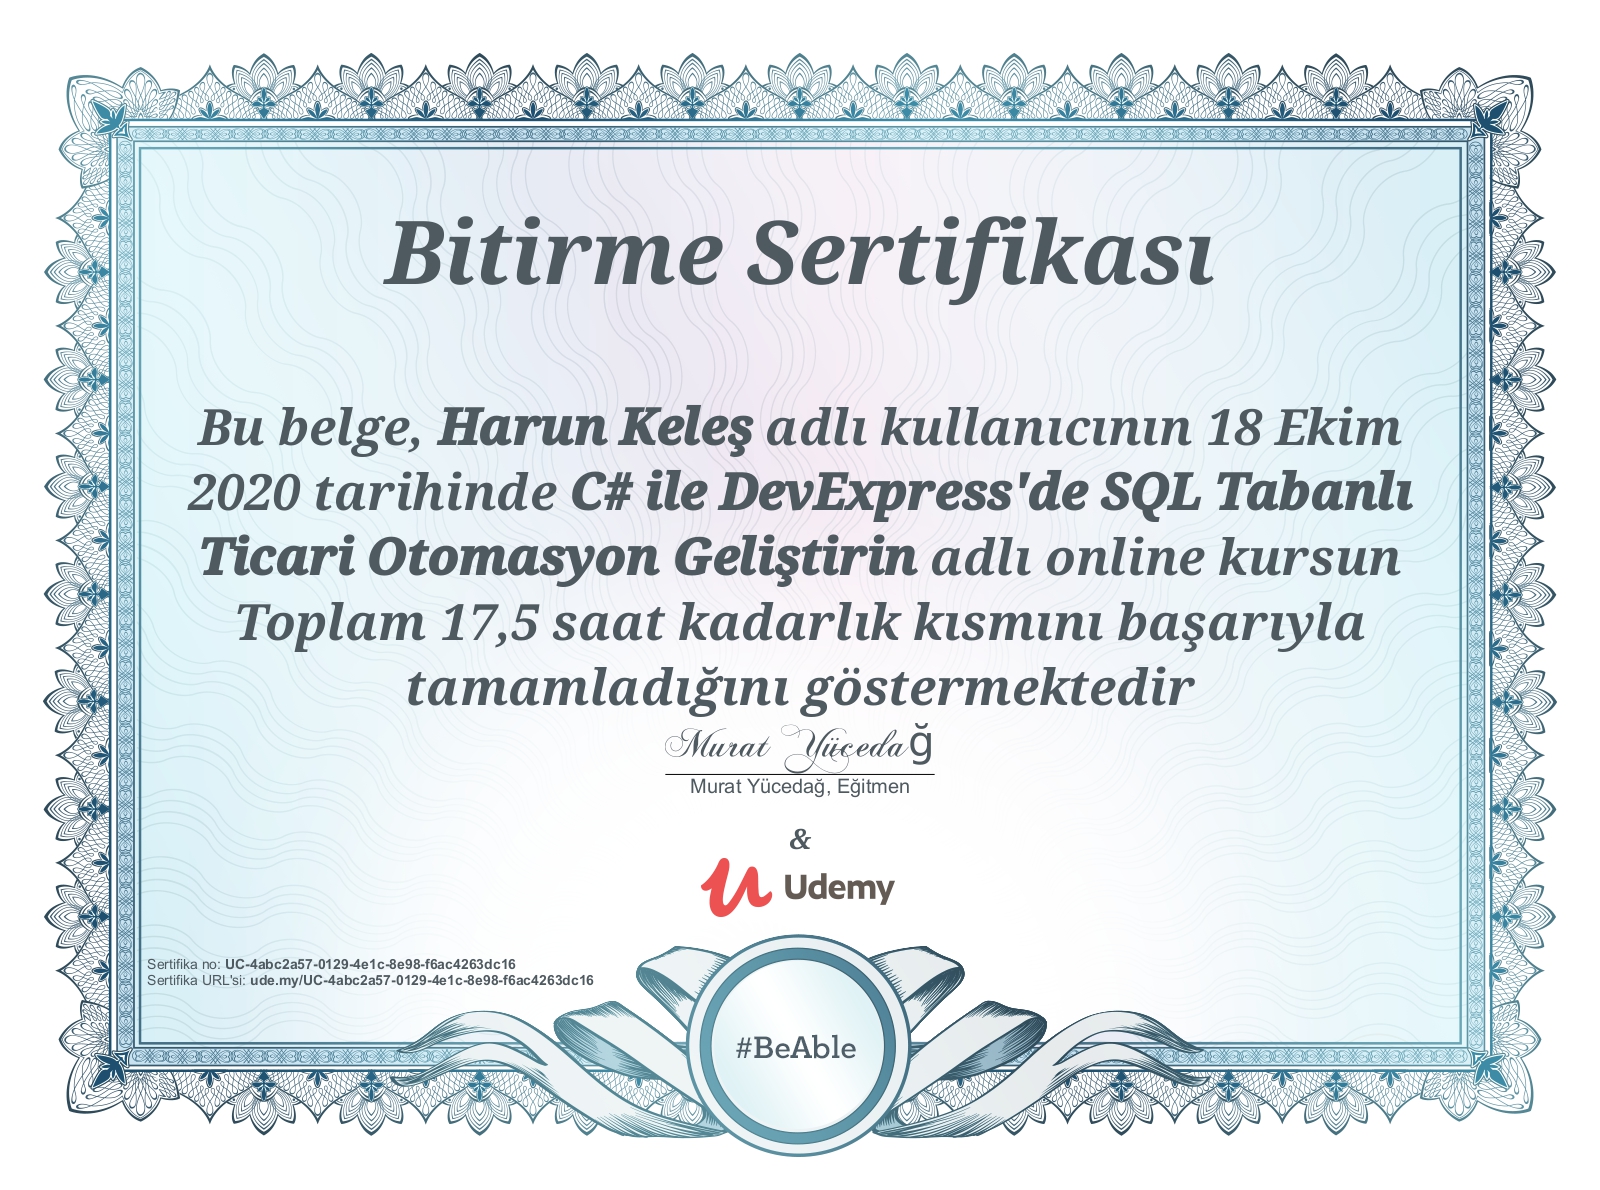 Bitirme Sertifikası
Bu belge, Harun Keleş adlı kullanıcının 18 Ekim
2020 tarihinde C# ile DevExpress'de SQL Tabanlı
Ticari Otomasyon Geliştirin adlı online kursun
Toplam 17,5 saat kadarlık kısmını başarıyla
tamamladığını göstermektedir
Murat Yücedağ
Murat Yücedağ, Eğitmen
&
Udemy
Sertifika no: UC-4abc2a57-0129-4e1c-8e98-f6ac4263dc16
Sertifika URL'si: ude.my/UC-4abc2a57-0129-4e1c-8e98-f6ac4263dc16
#BeAble